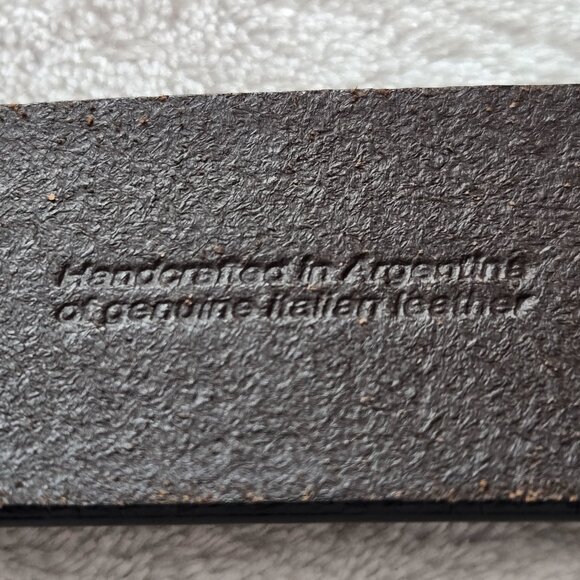 Handcrafted in Argentina
of genuine Italian leather